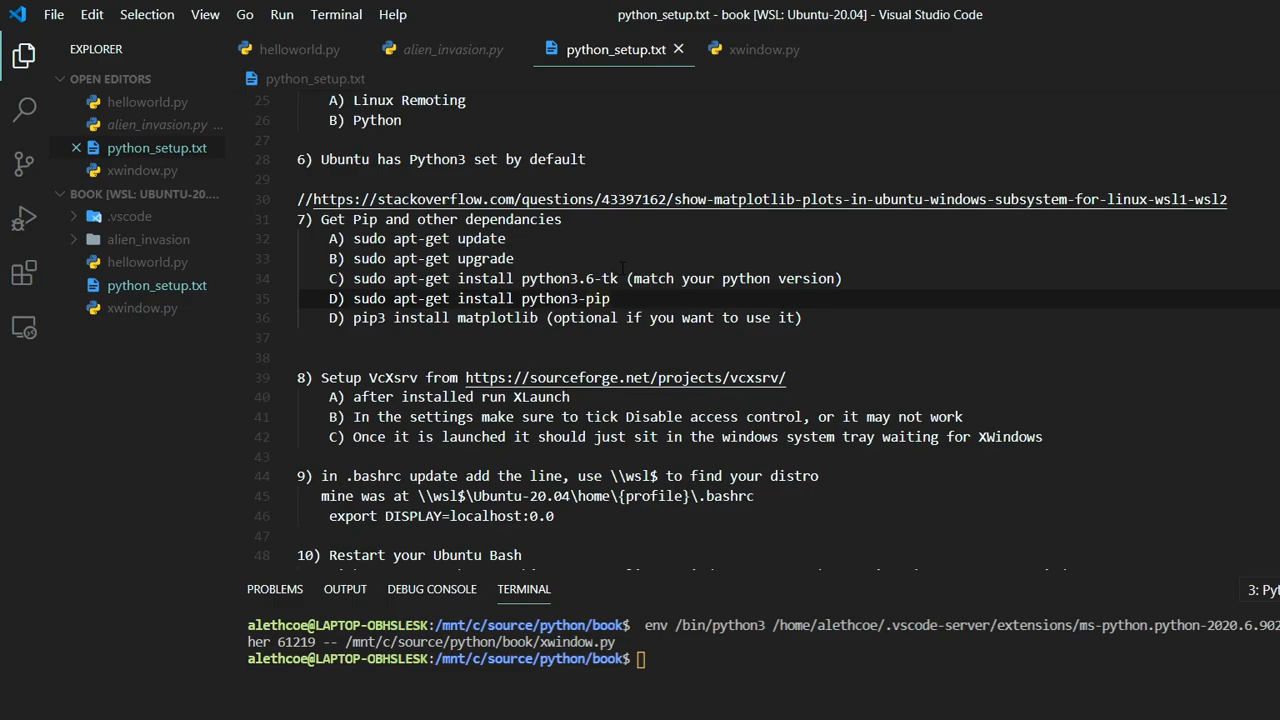 File Edit Selection View Go Run Terminal Help python_setup.txt - book [WSL: Ubuntu-20.04] - Visual Studio Code
EXPLORER
OPEN EDITORS
helloworld.py
alien_invasion.py ...
python_setup.txt
xwindow.py
BOOK [WSL: UBUNTU-20....
.vscode
alien_invasion
helloworld.py
python_setup.txt
xwindow.py
helloworld.py alien_invasion.py python_setup.txt xwindow.py
python_setup.txt
25 A) Linux Remoting
26 B) Python
27
28 6) Ubuntu has Python3 set by default
29
30 //https://stackoverflow.com/questions/43397162/show-matplotlib-plots-in-ubuntu-windows-subsystem-for-linux-wsl1-wsl2
31 7) Get Pip and other dependancies
32 A) sudo apt-get update
33 B) sudo apt-get upgrade
34 C) sudo apt-get install python3.6-tk (match your python version)
35 D) sudo apt-get install python3-pip
36 D) pip3 install matplotlib (optional if you want to use it)
37
38
39 8) Setup VcXsrv from https://sourceforge.net/projects/vcxsrv/
40 A) after installed run XLaunch
41 B) In the settings make sure to tick Disable access control, or it may not work
42 C) Once it is launched it should just sit in the windows system tray waiting for XWindows
43
44 9) in .bashrc update add the line, use \\wsl$ to find your distro
45 mine was at \\wsl$\Ubuntu-20.04\home\{profile}\.bashrc
46 export DISPLAY=localhost:0.0
47
48 10) Restart your Ubuntu Bash
PROBLEMS OUTPUT DEBUG CONSOLE TERMINAL 3: Pyt
alethcoe@LAPTOP-OBHSLESK:/mnt/c/source/python/book$ env /bin/python3 /home/alethcoe/.vscode-server/extensions/ms-python.python-2020.6.902
her 61219 -- /mnt/c/source/python/book/xwindow.py
alethcoe@LAPTOP-OBHSLESK:/mnt/c/source/python/book$